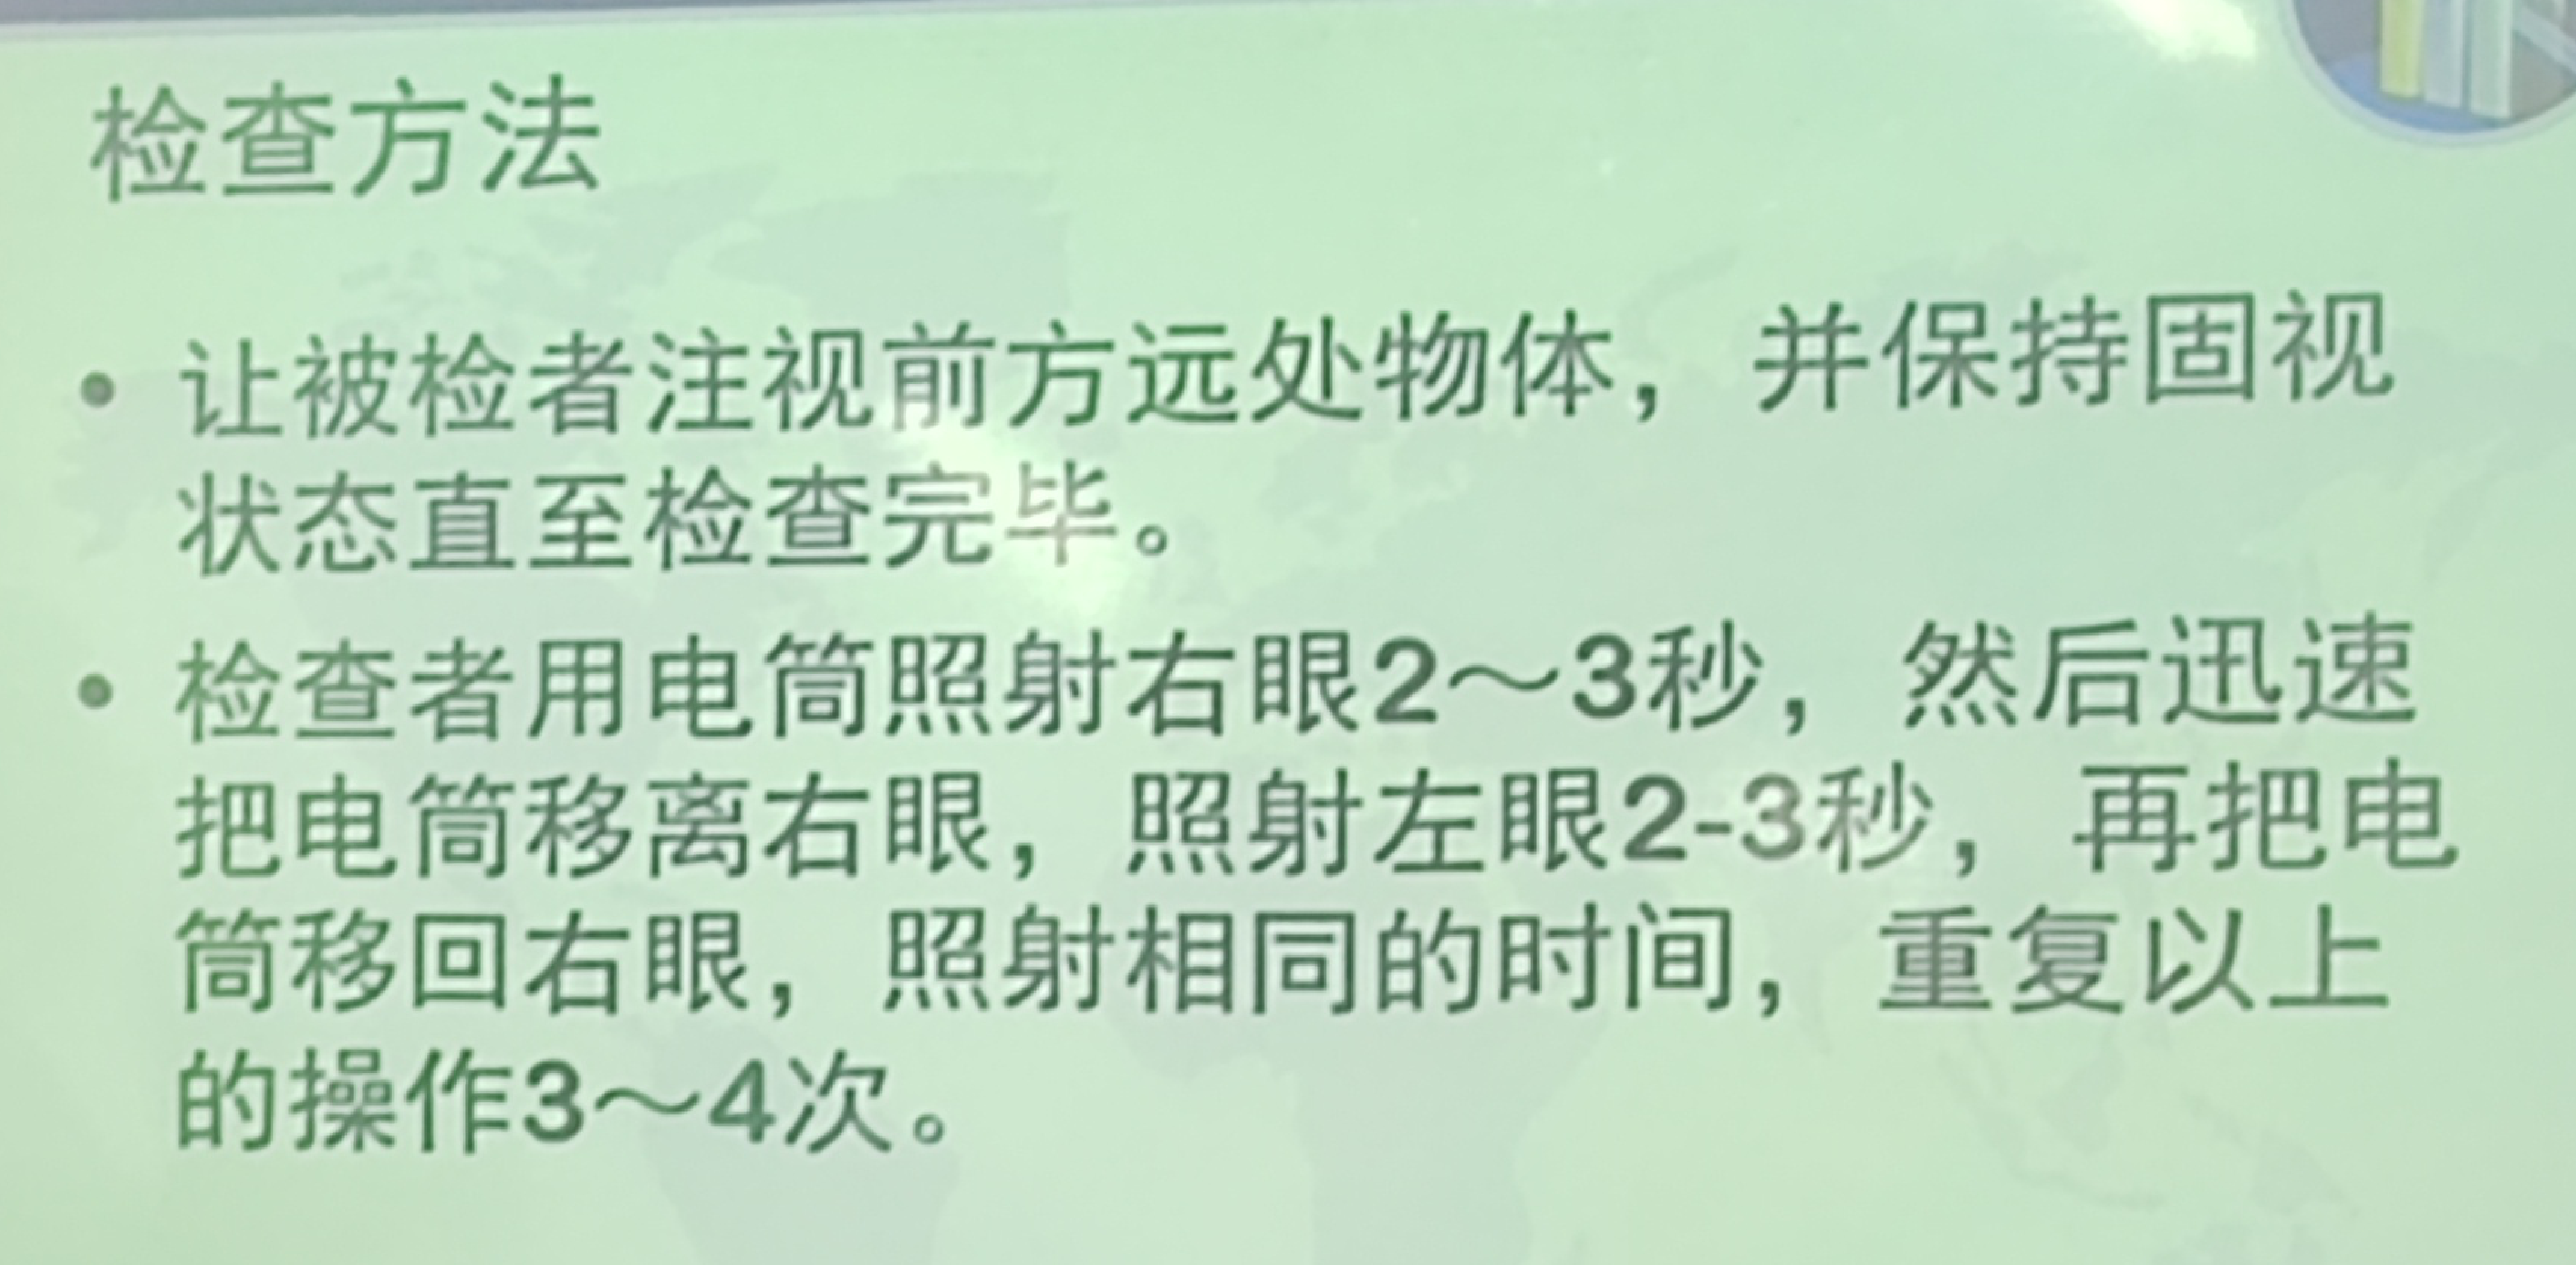 检查方法
• 让被检者注视前方远处物体，并保持固视
状态直至检查完毕。
• 检查者用电筒照射右眼2～3秒，然后迅速
把电筒移离右眼，照射左眼2-3秒，再把电
筒移回右眼，照射相同的时间，重复以上
的操作3～4次。